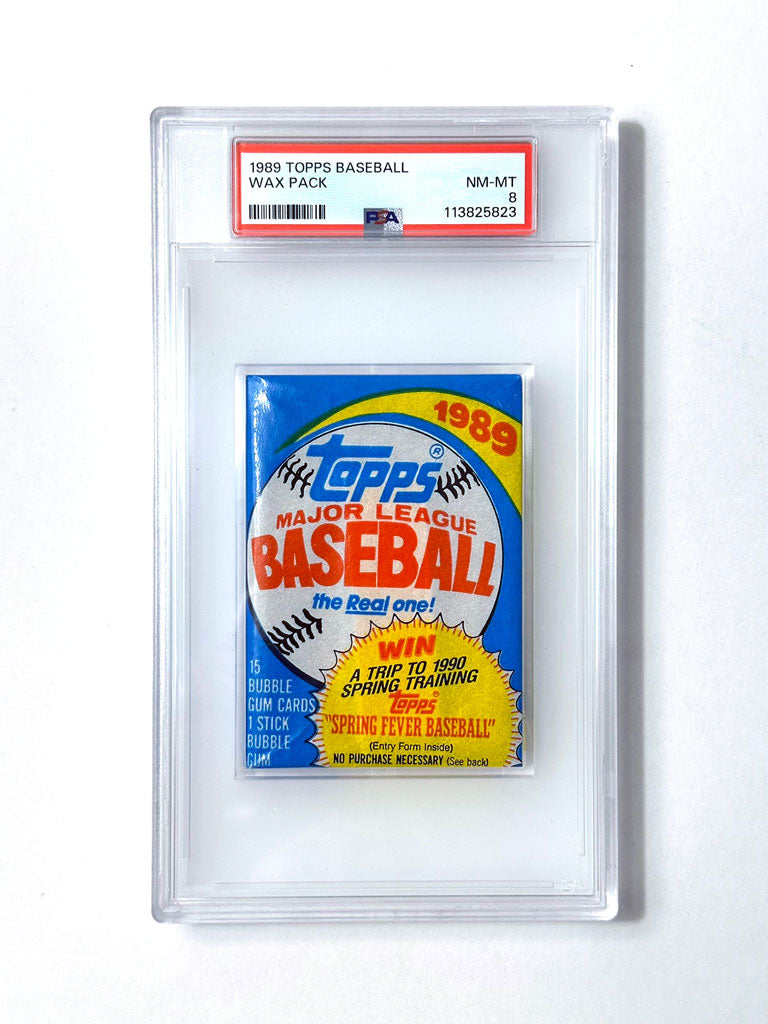 1989 TOPPS BASEBALL
WAX PACK NM-MT
8
PSA 113825823
1989
Topps®
MAJOR LEAGUE
BASEBALL
the Real one!
WIN
A TRIP TO 1990
SPRING TRAINING
Topps®
"SPRING FEVER BASEBALL"
(Entry Form Inside)
NO PURCHASE NECESSARY (See back)
15
BUBBLE
GUM CARDS
1 STICK
BUBBLE
GUM